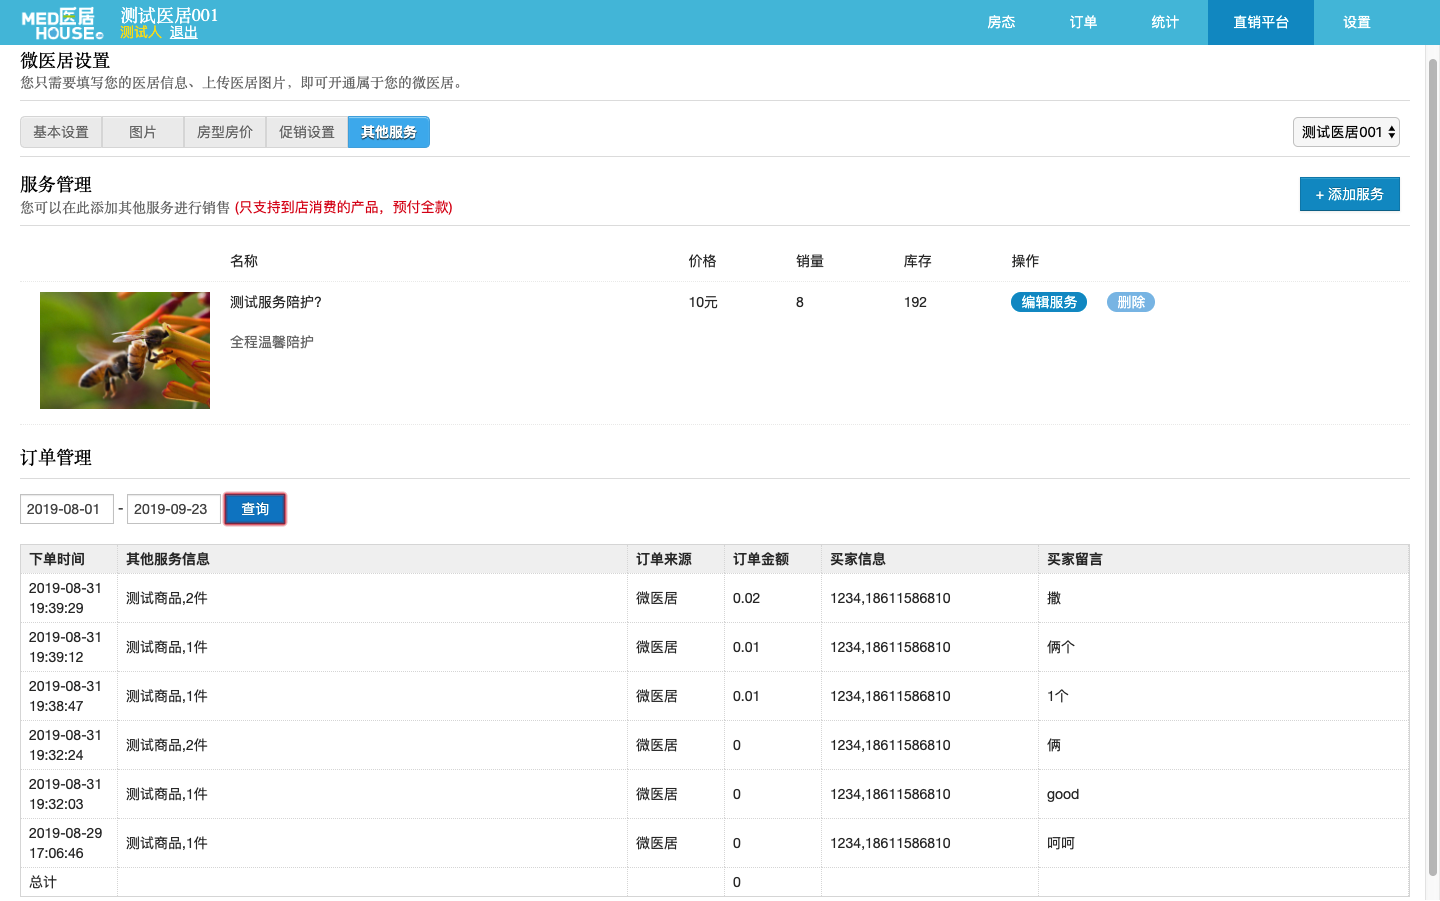 MED医居
HOUSE
测试医居001
测试人 退出
房态 订单 统计 直销平台 设置
微医居设置
您只需要填写您的医居信息、上传医居图片，即可开通属于您的微医居。
基本设置 图片 房型房价 促销设置 其他服务 测试医居001
服务管理
您可以在此添加其他服务进行销售 (只支持到店消费的产品，预付全款)
+ 添加服务
名称 价格 销量 库存 操作
测试服务陪护? 10元 8 192 编辑服务 删除
全程温馨陪护
订单管理
2019-08-01 - 2019-09-23 查询
下单时间 其他服务信息 订单来源 订单金额 买家信息 买家留言
2019-08-31
19:39:29 测试商品,2件 微医居 0.02 1234,18611586810 撒
2019-08-31
19:39:12 测试商品,1件 微医居 0.01 1234,18611586810 俩个
2019-08-31
19:38:47 测试商品,1件 微医居 0.01 1234,18611586810 1个
2019-08-31
19:32:24 测试商品,2件 微医居 0 1234,18611586810 俩
2019-08-31
19:32:03 测试商品,1件 微医居 0 1234,18611586810 good
2019-08-29
17:06:46 测试商品,1件 微医居 0 1234,18611586810 呵呵
总计 0